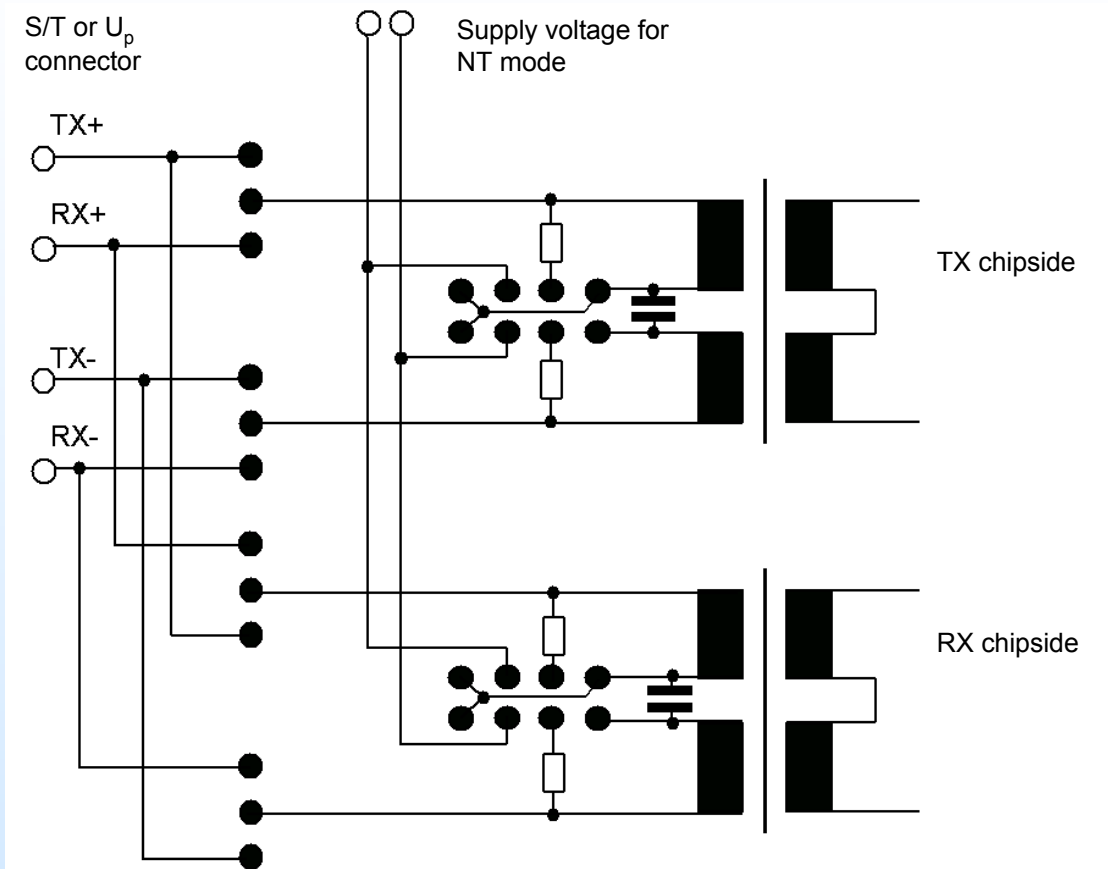 S/T or Up
connector
Supply voltage for
NT mode
TX+
RX+
TX chipside
TX-
RX-
RX chipside